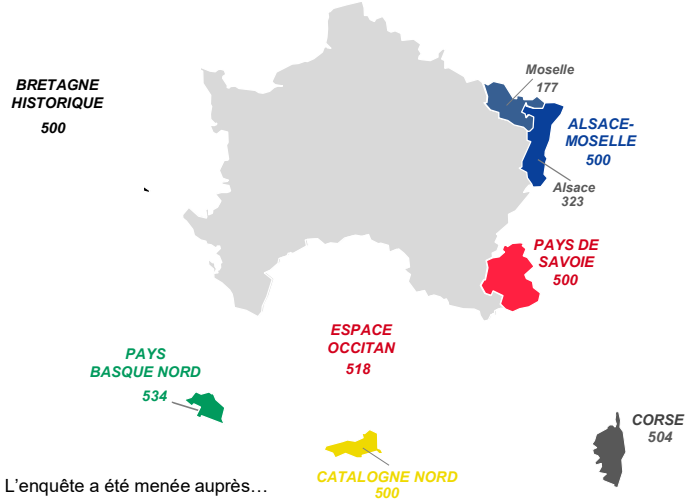 Moselle
177
BRETAGNE
HISTORIQUE
500
ALSACE-
MOSELLE
500
Alsace
323
PAYS DE
SAVOIE
500
ESPACE
OCCITAN
518
PAYS
BASQUE NORD
534
CORSE
504
CATALOGNE NORD
500
L'enquête a été menée auprès…